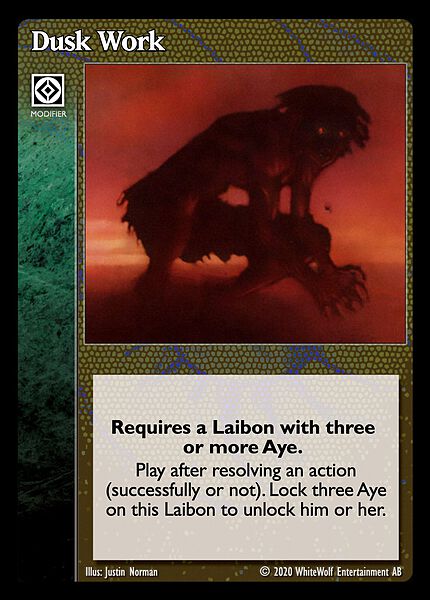 Dusk Work
MODIFIER
Requires a Laibon with three
or more Aye.
Play after resolving an action
(successfully or not). Lock three Aye
on this Laibon to unlock him or her.
Illus: Justin Norman © 2020 WhiteWolf Entertainment AB